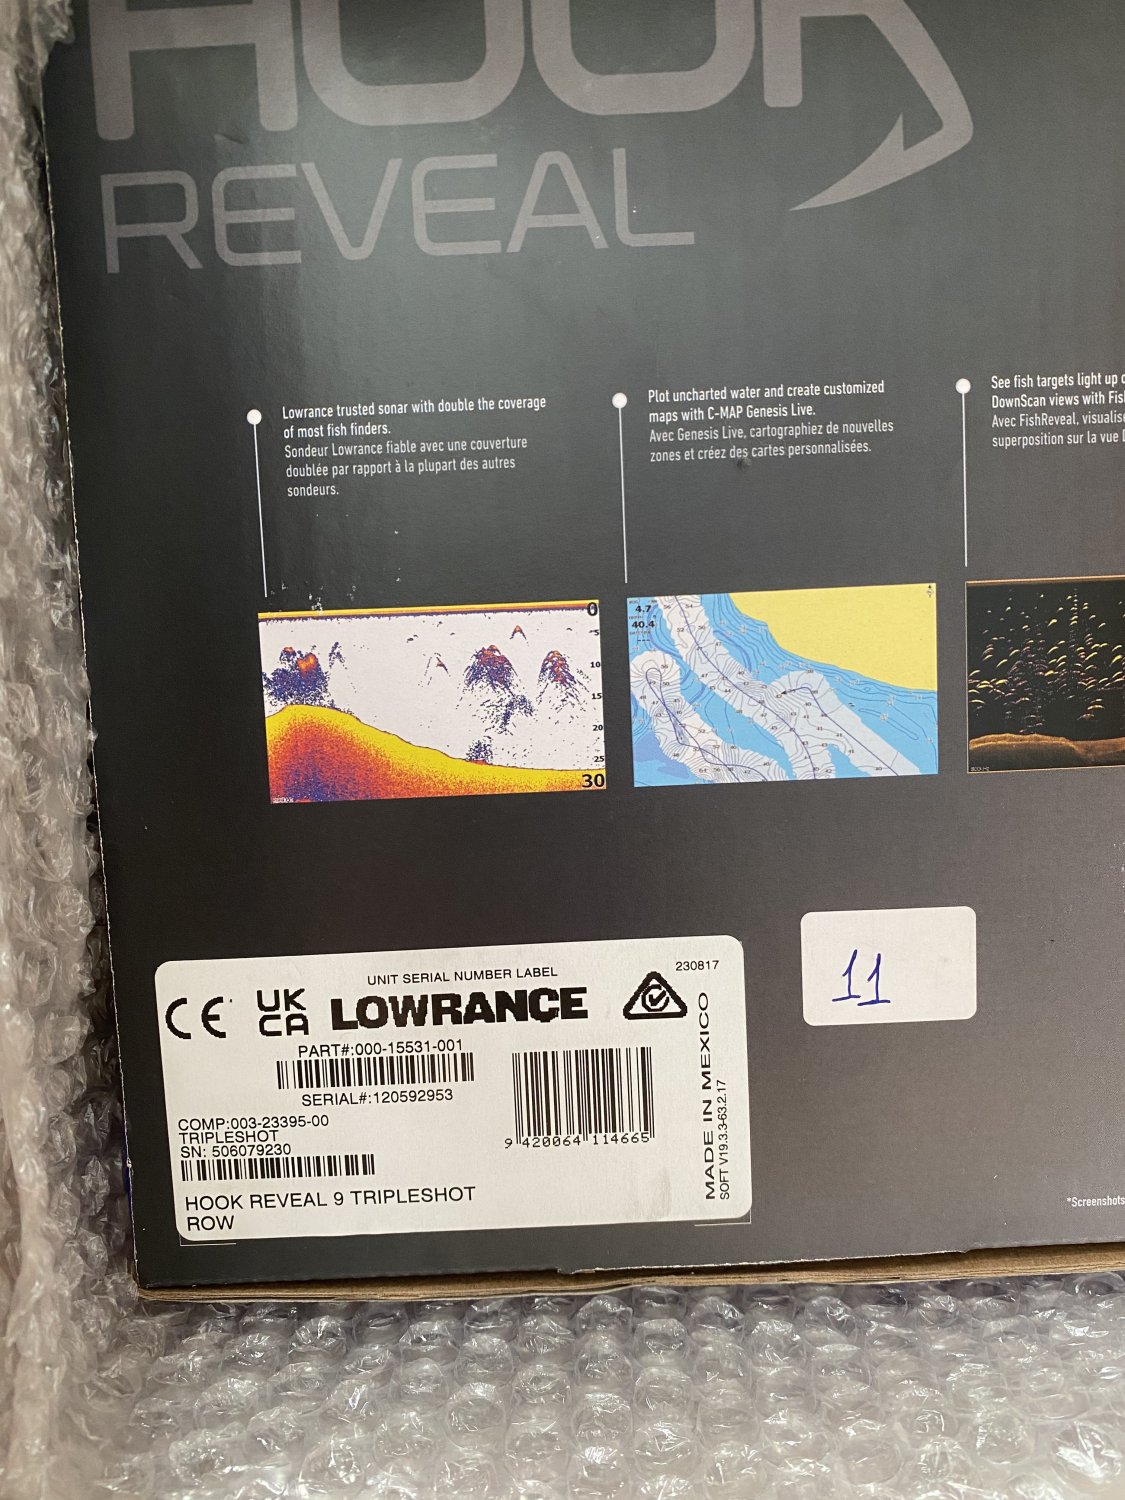 HOOK
REVEAL
Lowrance trusted sonar with double the coverage
of most fish finders.
Sondeur Lowrance fiable avec une couverture
doublée par rapport à la plupart des autres
sondeurs.
Plot uncharted water and create customized
maps with C-MAP Genesis Live.
Avec Genesis Live, cartographiez de nouvelles
zones et créez des cartes personnalisées.
See fish targets light up
DownScan views with
Avec FishReveal,
superposition sur la vue
0
5
10
15
20
25
30
4.7
40.4
11
UNIT SERIAL NUMBER LABEL
230817
CE
UK
CA
LOWRANCE
PART#:000-15531-001
SERIAL#:120592953
COMP:003-23395-00
TRIPLESHOT
SN: 506079230
9 420064 114665
HOOK REVEAL 9 TRIPLESHOT
ROW
MADE IN MEXICO
SOFT V19.3.3-63.2.17
*Screenshots